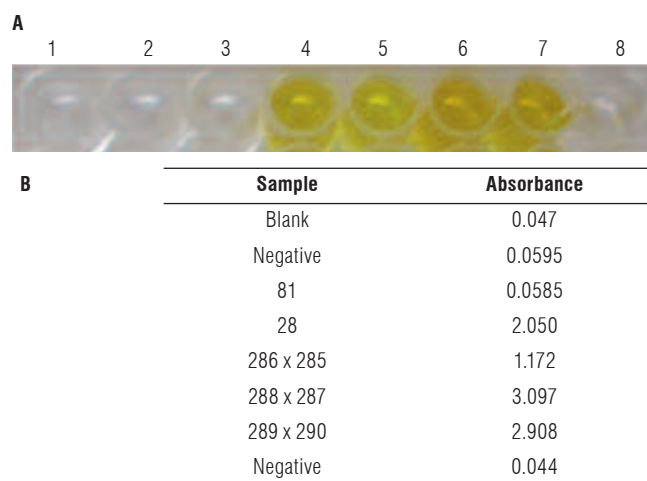 A
1 2 3 4 5 6 7 8
B Sample Absorbance
Blank 0.047
Negative 0.0595
81 0.0585
28 2.050
286 x 285 1.172
288 x 287 3.097
289 x 290 2.908
Negative 0.044